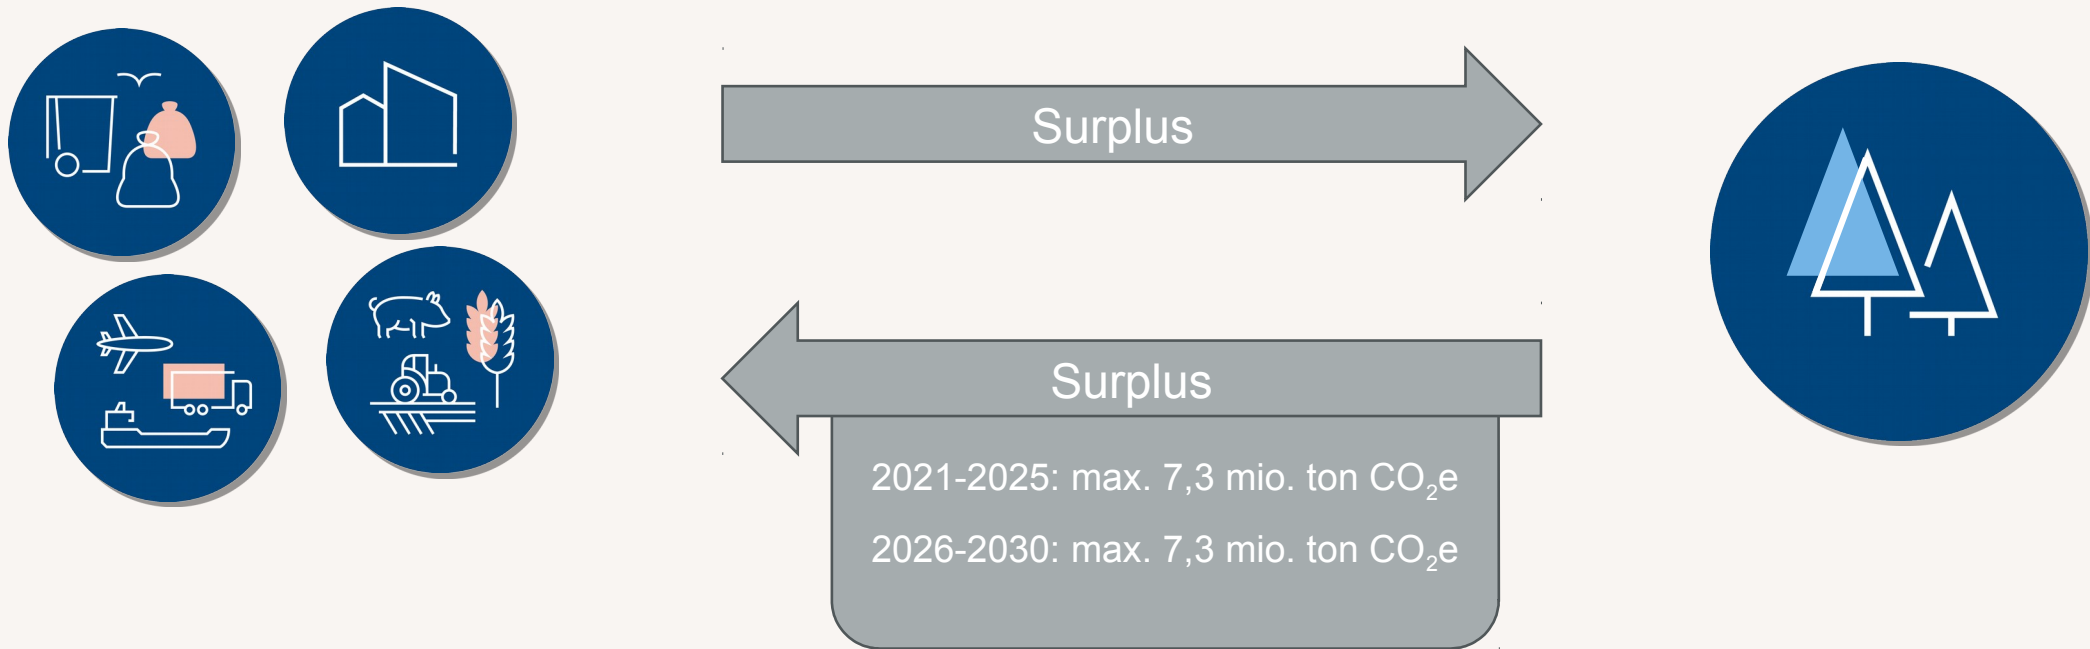 Surplus
Surplus
2021-2025: max. 7,3 mio. ton CO₂e
2026-2030: max. 7,3 mio. ton CO₂e